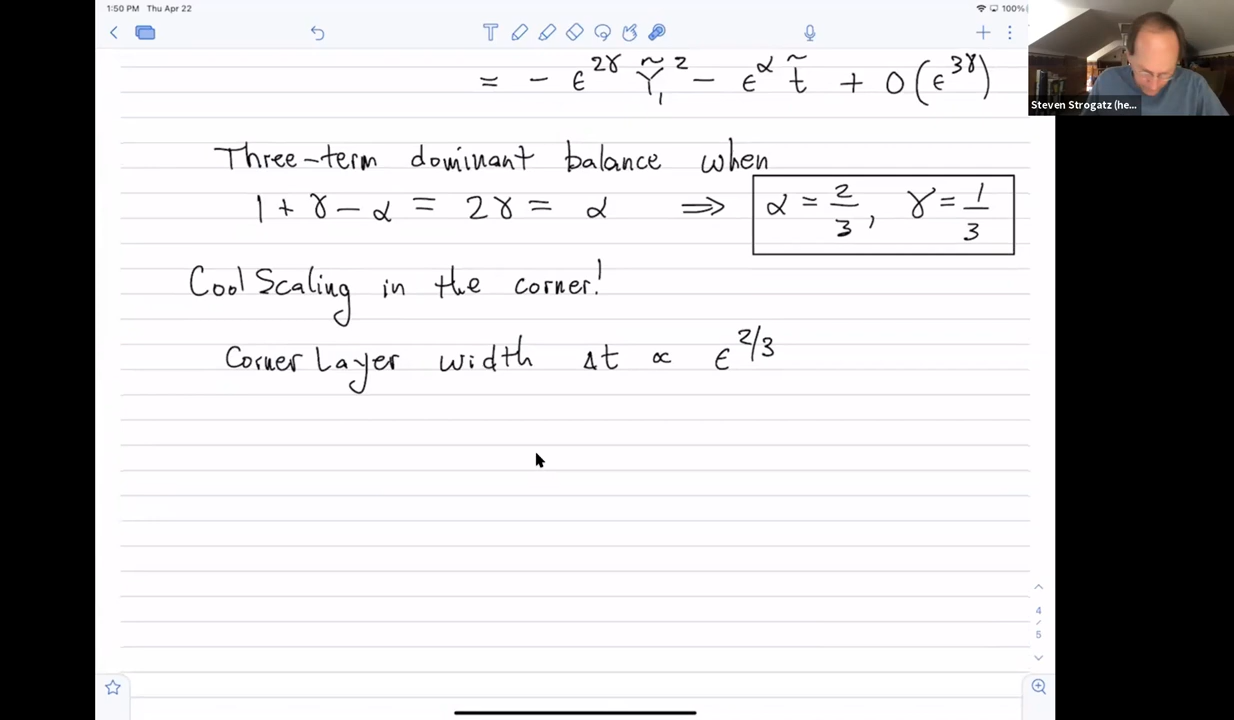 1:50 PM Thu Apr 22
100%
= - ϵ^{2γ} Ỹ₁² - ϵ^α t̃ + O(ϵ^{3γ})
Steven Strogatz (he...
Three-term dominant balance when
1 + γ - α = 2γ = α ⟹ α = 2/3, γ = 1/3
Cool Scaling in the corner!
Corner Layer width Δt ∝ ϵ^{2/3}
4
/
5